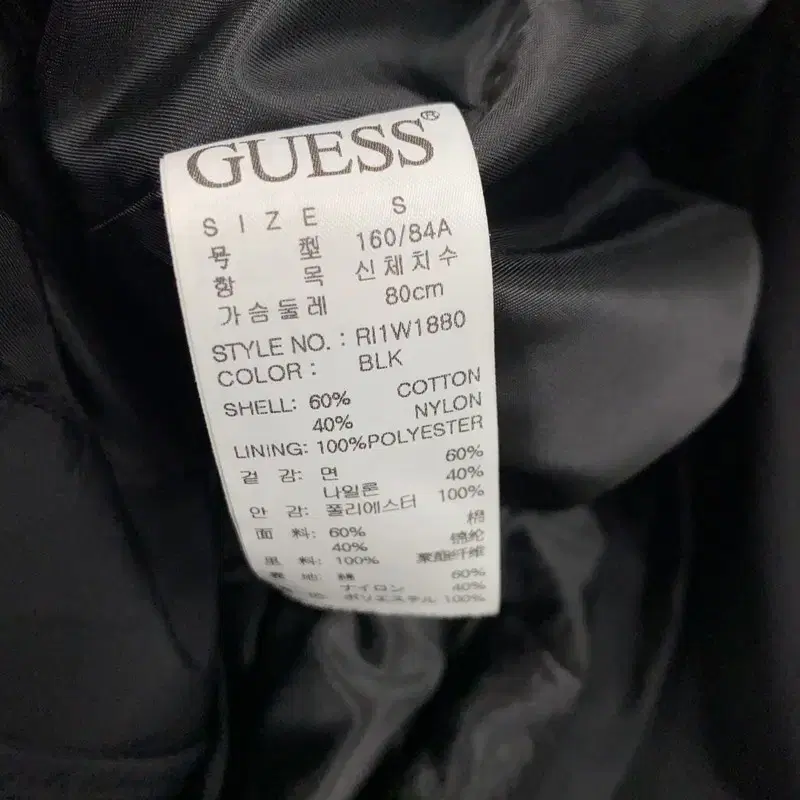 GUESS®
SIZE S
号型 160/84A
항목 신체치수
가슴둘레 80cm
STYLE NO. : RI1W1880
COLOR : BLK
SHELL: 60% COTTON
40% NYLON
LINING: 100%POLYESTER
겉감: 면 60%
나일론 40%
안감: 폴리에스터 100%
面料: 60% 棉
40% 锦纶
里料: 100% 聚酯纤维
表地: 綿 60%
ナイロン 40%
地 ポリエステル 100%